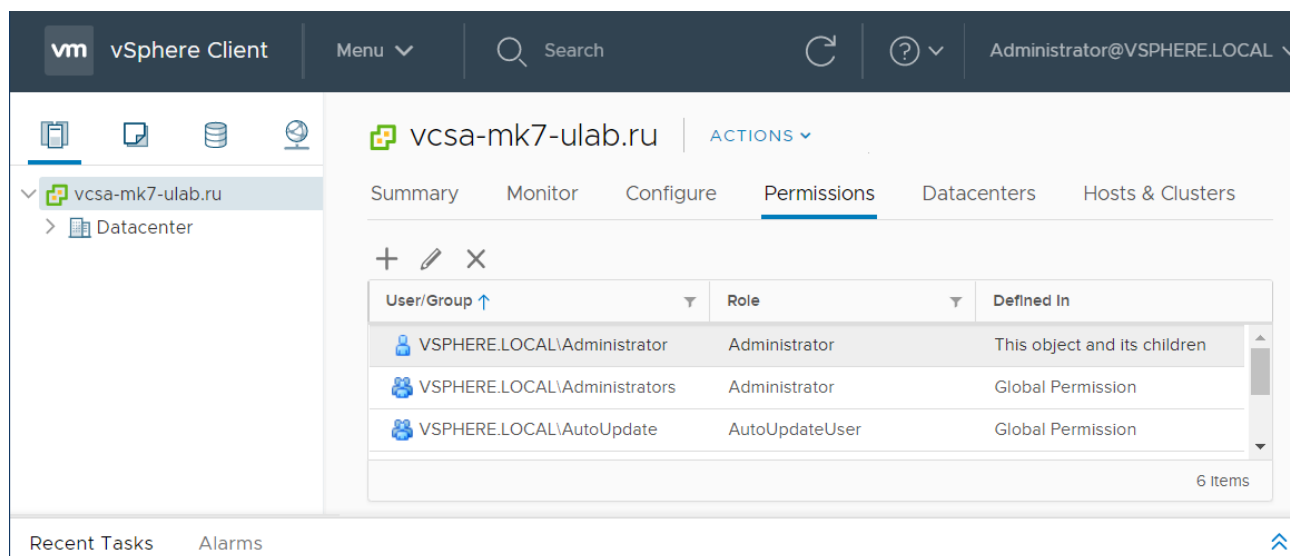 vm vSphere Client Menu Search Administrator@VSPHERE.LOCAL
vcsa-mk7-ulab.ru ACTIONS
vcsa-mk7-ulab.ru
Datacenter
Summary Monitor Configure Permissions Datacenters Hosts & Clusters
User/Group Role Defined In
VSPHERE.LOCAL\Administrator Administrator This object and its children
VSPHERE.LOCAL\Administrators Administrator Global Permission
VSPHERE.LOCAL\AutoUpdate AutoUpdateUser Global Permission
6 items
Recent Tasks Alarms